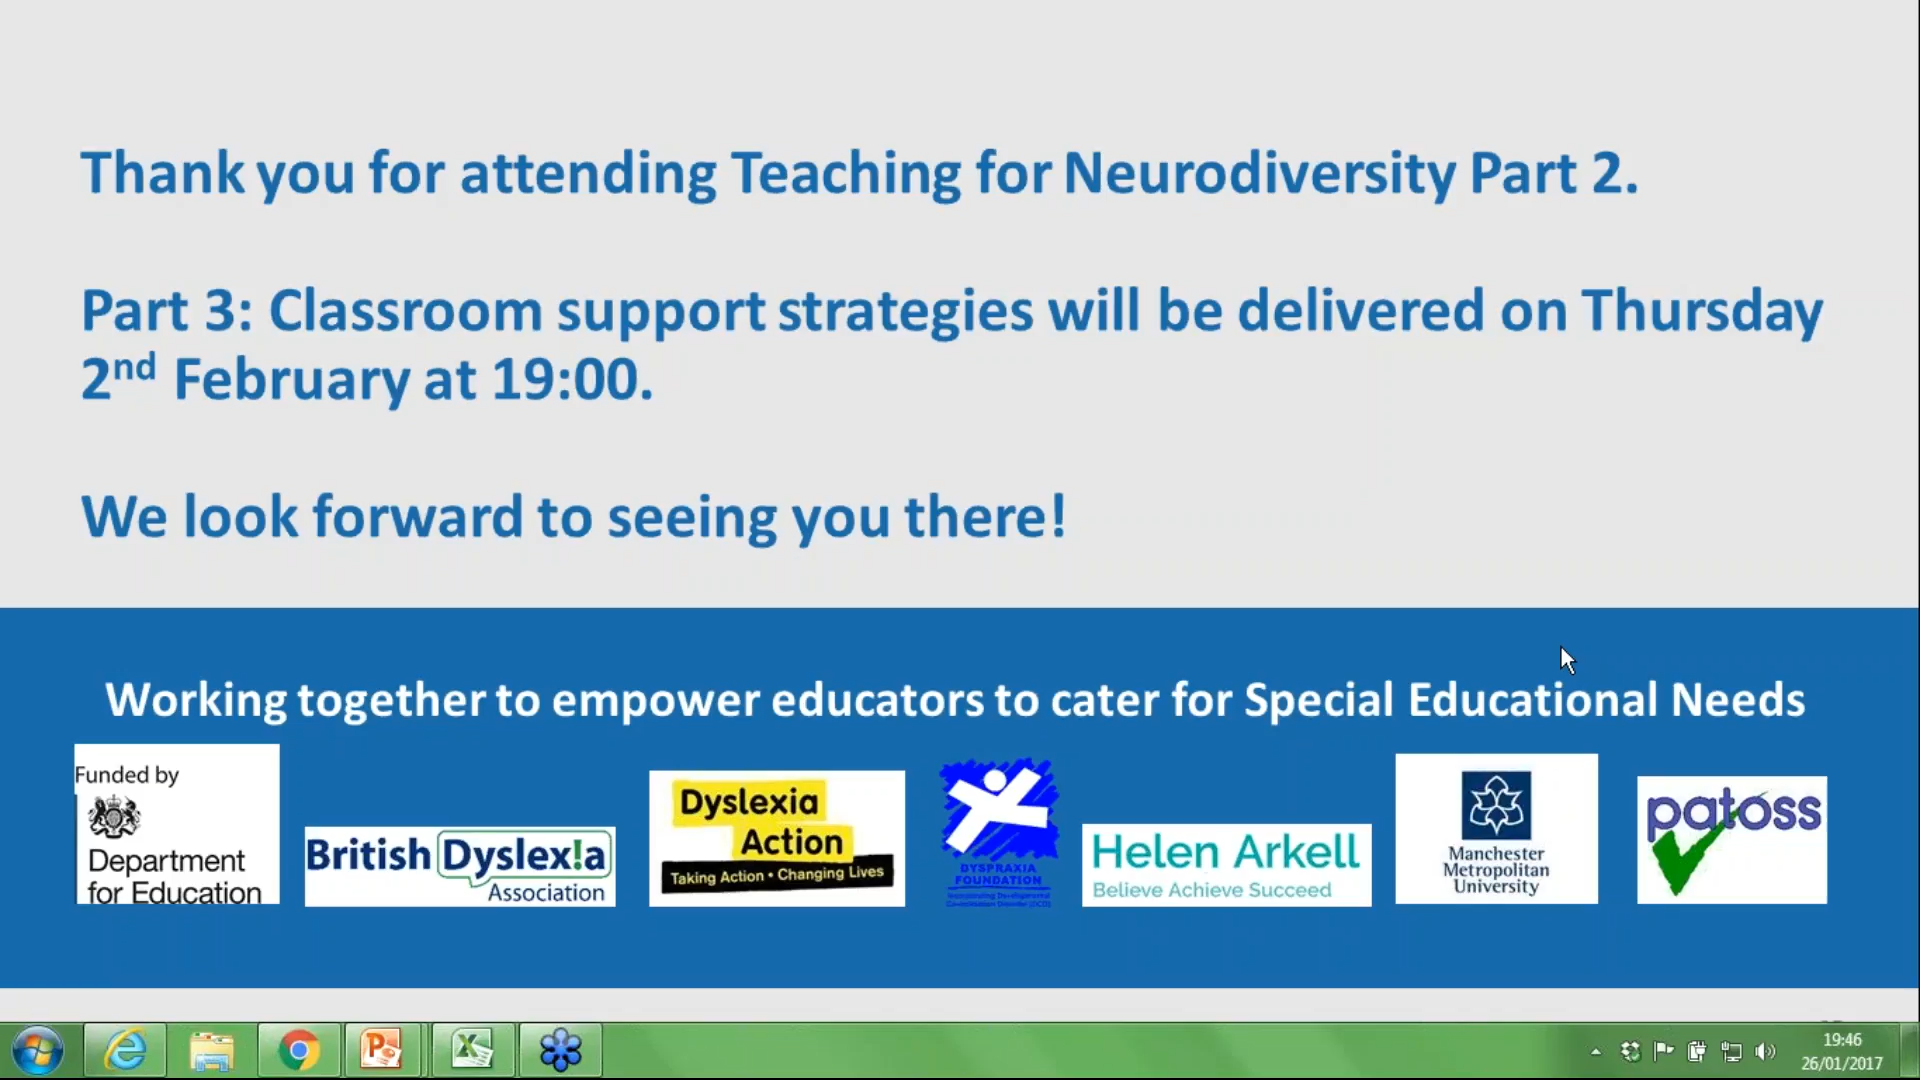 Thank you for attending Teaching for Neurodiversity Part 2.
Part 3: Classroom support strategies will be delivered on Thursday
2nd February at 19:00.
We look forward to seeing you there!
Working together to empower educators to cater for Special Educational Needs
Funded by
Department
for Education
British Dyslex!a
Association
Dyslexia
Action
Taking Action • Changing Lives
DYSPRAXIA
FOUNDATION
Helen Arkell
Believe Achieve Succeed
Manchester
Metropolitan
University
patoss
19:46
26/01/2017